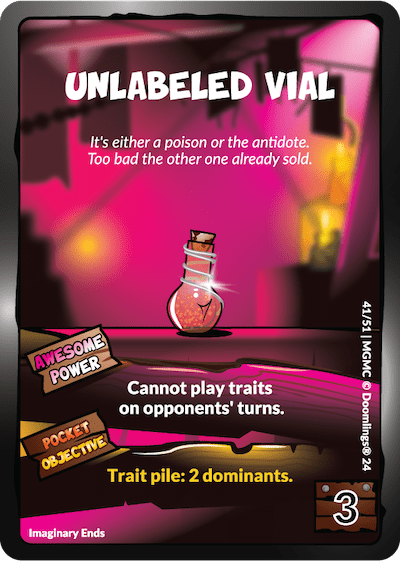 UNLABELED VIAL
It's either a poison or the antidote.
Too bad the other one already sold.
AWESOME
POWER
Cannot play traits
on opponents' turns.
POCKET
OBJECTIVE
Trait pile: 2 dominants.
3
Imaginary Ends
41/51 | MGMC © Doomlings® 24